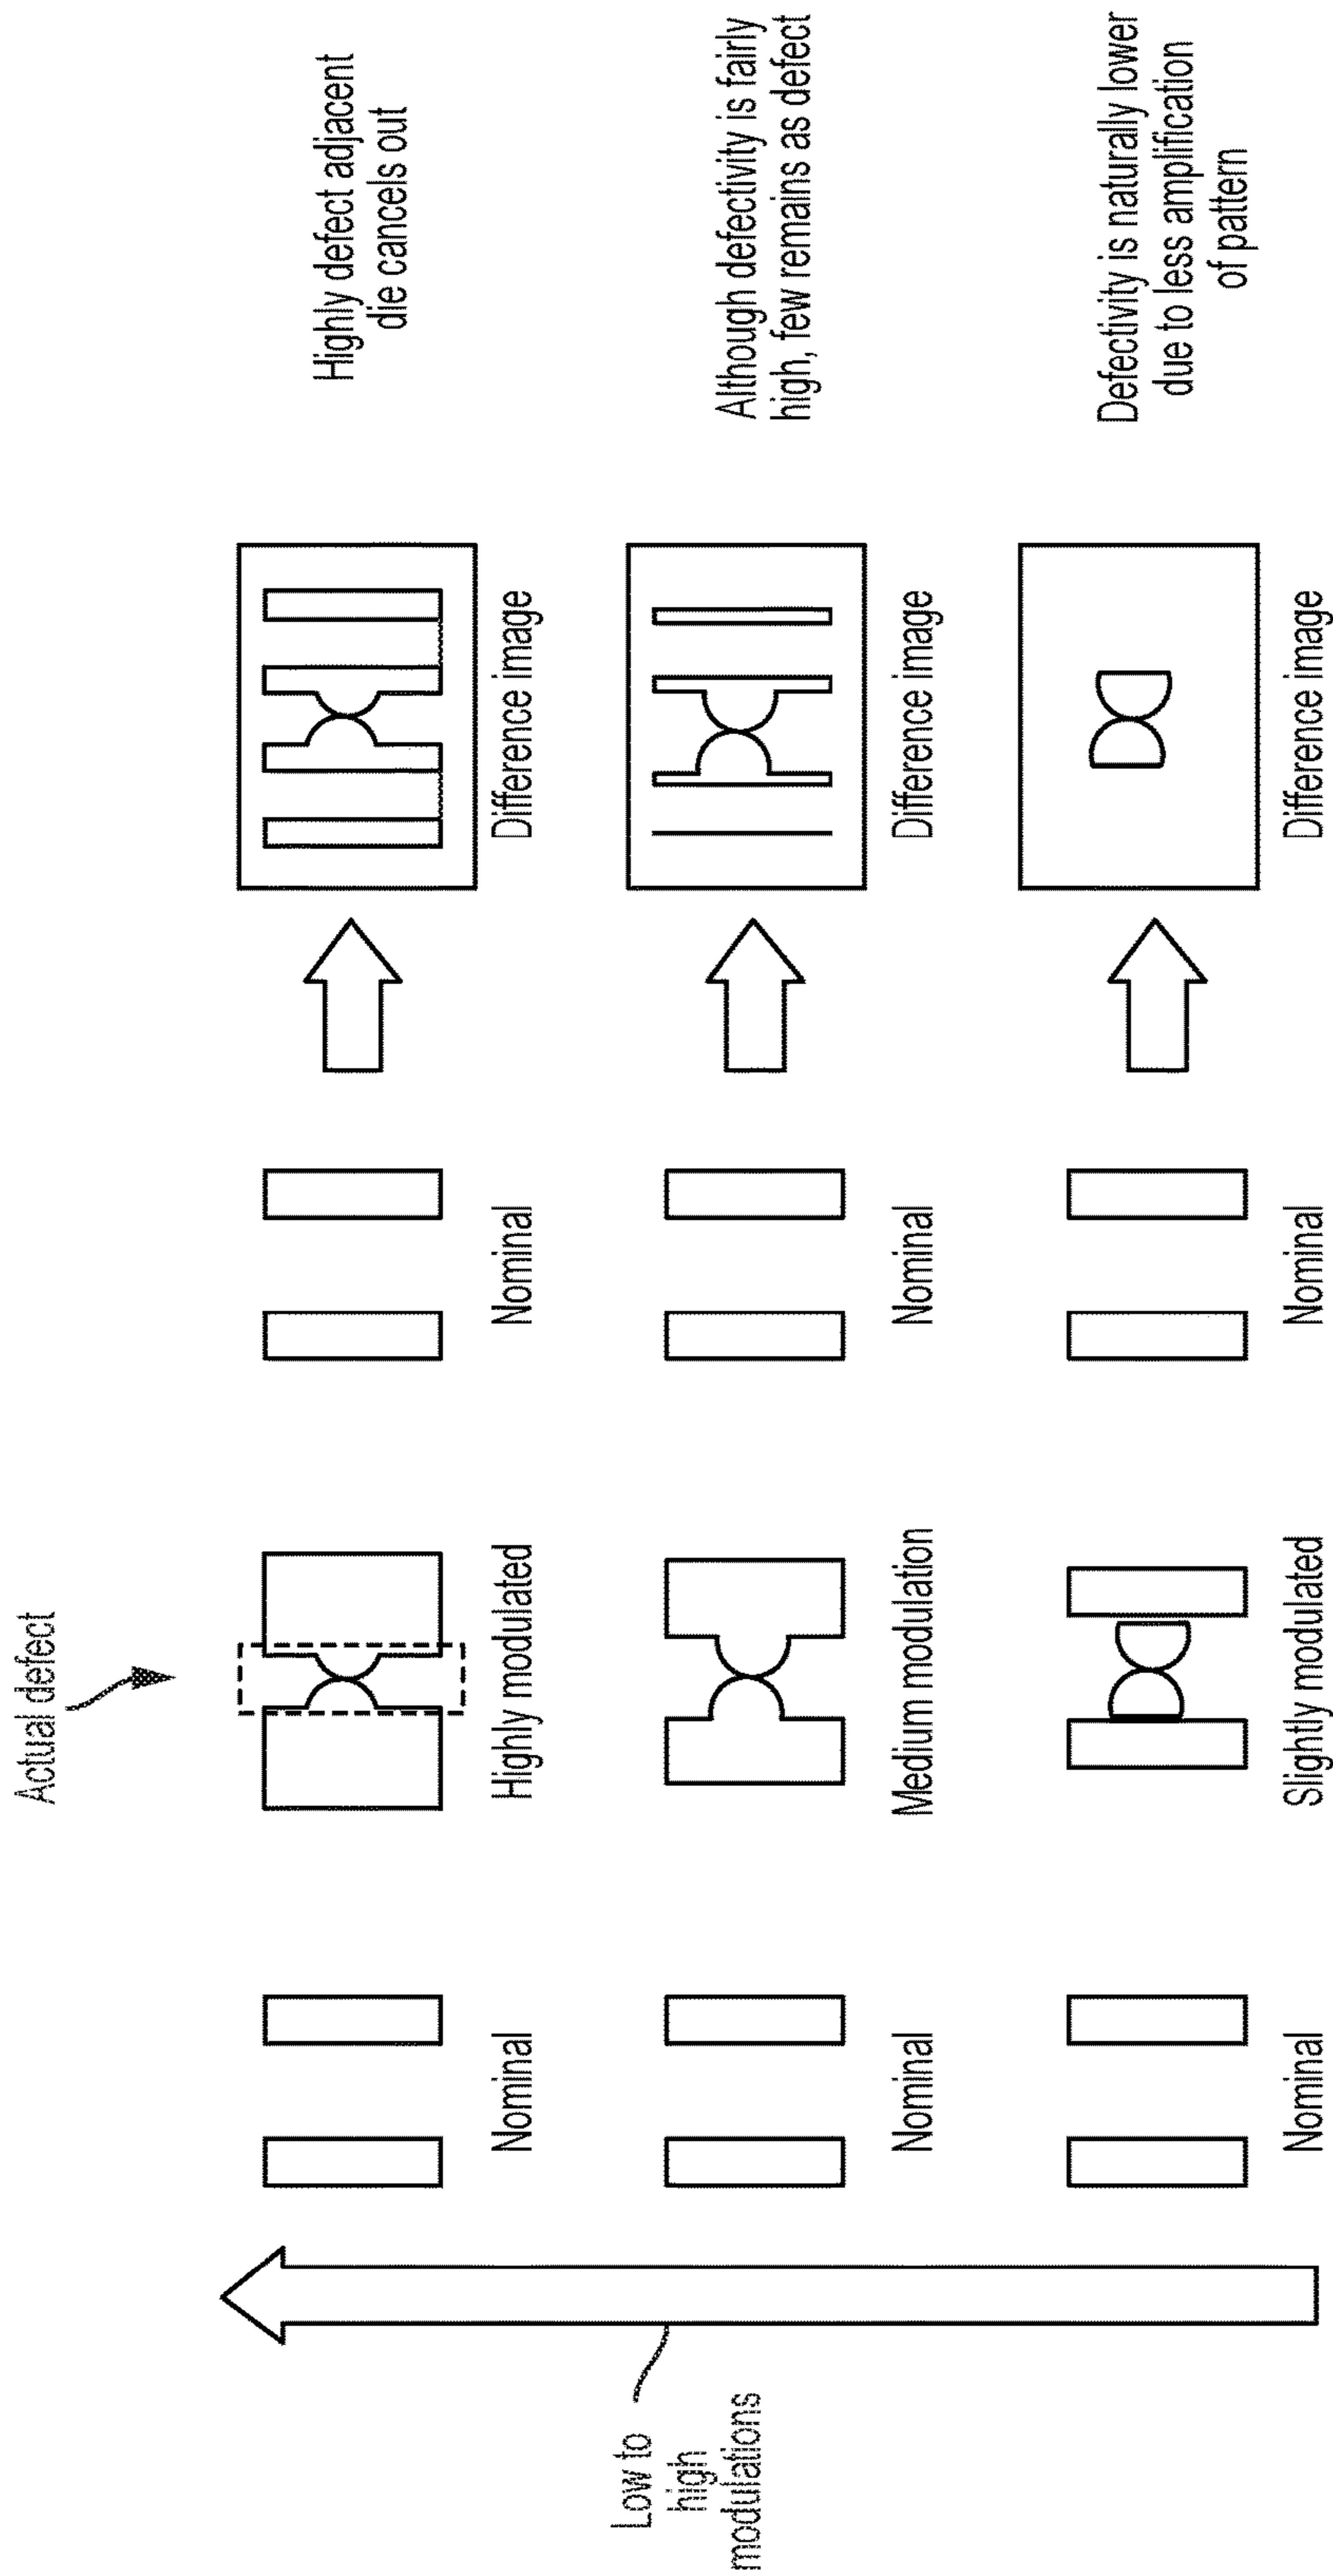 Actual defect
Low to
high
modulations
Nominal
Highly modulated
Nominal
Difference image
Highly defect adjacent
die cancels out
Nominal
Medium modulation
Nominal
Difference image
Although defectivity is fairly
high, few remains as defect
Nominal
Slightly modulated
Nominal
Difference image
Defectivity is naturally lower
due to less amplification
of pattern